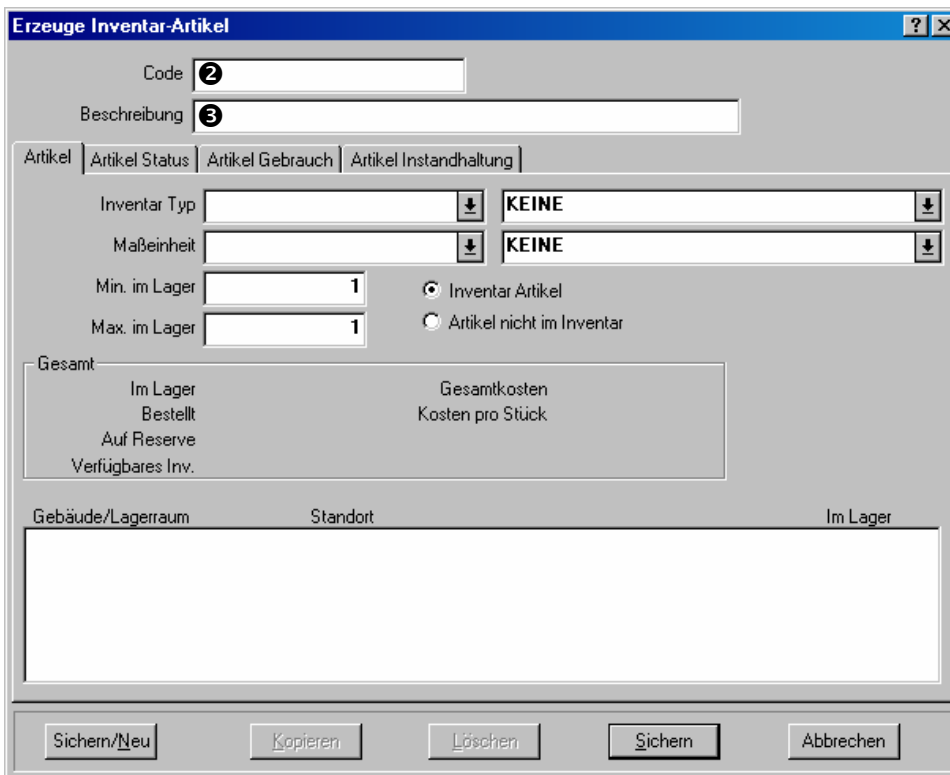 Erzeuge Inventar-Artikel
Code ❷
Beschreibung ❸
Artikel Artikel Status Artikel Gebrauch Artikel Instandhaltung
Inventar Typ KEINE
Maßeinheit KEINE
Min. im Lager 1 Inventar Artikel
Max. im Lager 1 Artikel nicht im Inventar
Gesamt
Im Lager Gesamtkosten
Bestellt Kosten pro Stück
Auf Reserve
Verfügbares Inv.
Gebäude/Lagerraum Standort Im Lager
Sichern/Neu Kopieren Löschen Sichern Abbrechen